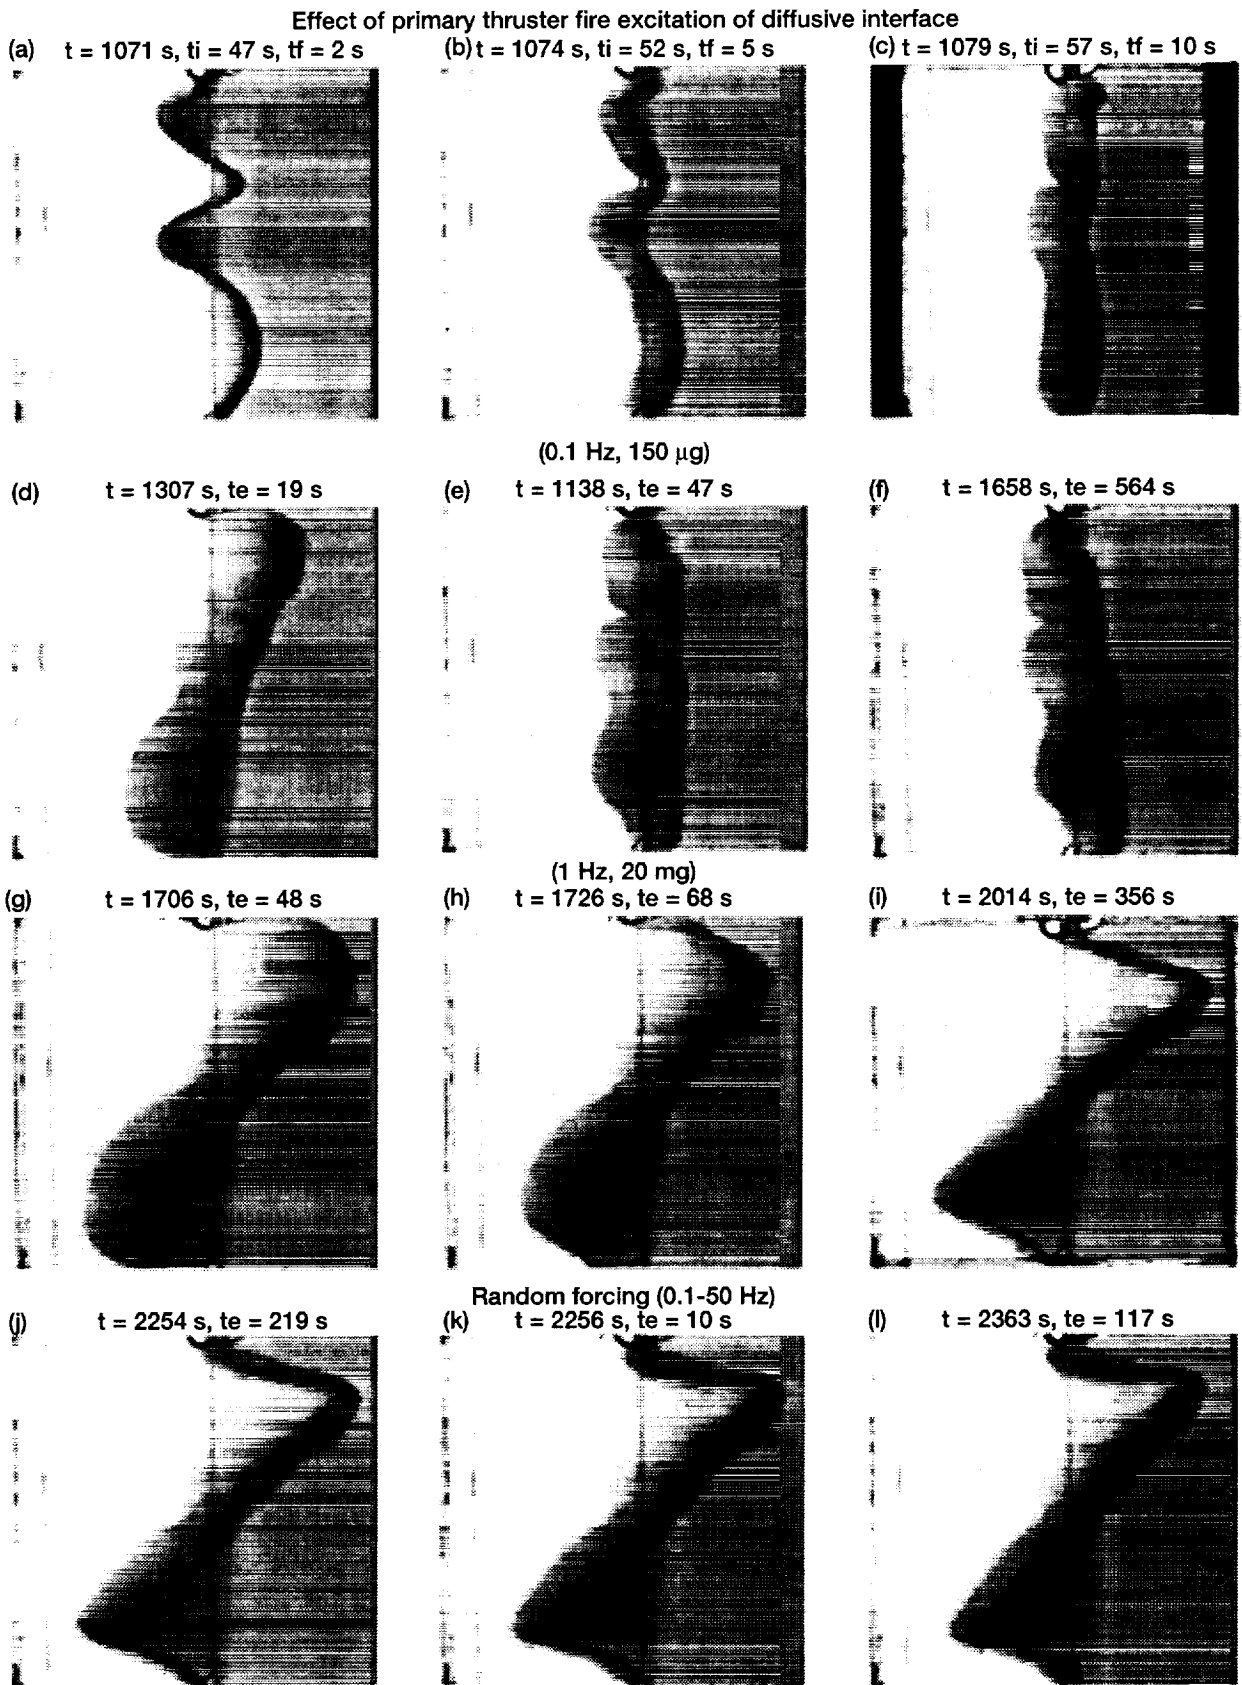 Effect of primary thruster fire excitation of diffusive interface
(a) t = 1071 s, ti = 47 s, tf = 2 s
(b) t = 1074 s, ti = 52 s, tf = 5 s
(c) t = 1079 s, ti = 57 s, tf = 10 s
(0.1 Hz, 150 μg)
(d) t = 1307 s, te = 19 s
(e) t = 1138 s, te = 47 s
(f) t = 1658 s, te = 564 s
(1 Hz, 20 mg)
(g) t = 1706 s, te = 48 s
(h) t = 1726 s, te = 68 s
(i) t = 2014 s, te = 356 s
Random forcing (0.1-50 Hz)
(j) t = 2254 s, te = 219 s
(k) t = 2256 s, te = 10 s
(l) t = 2363 s, te = 117 s